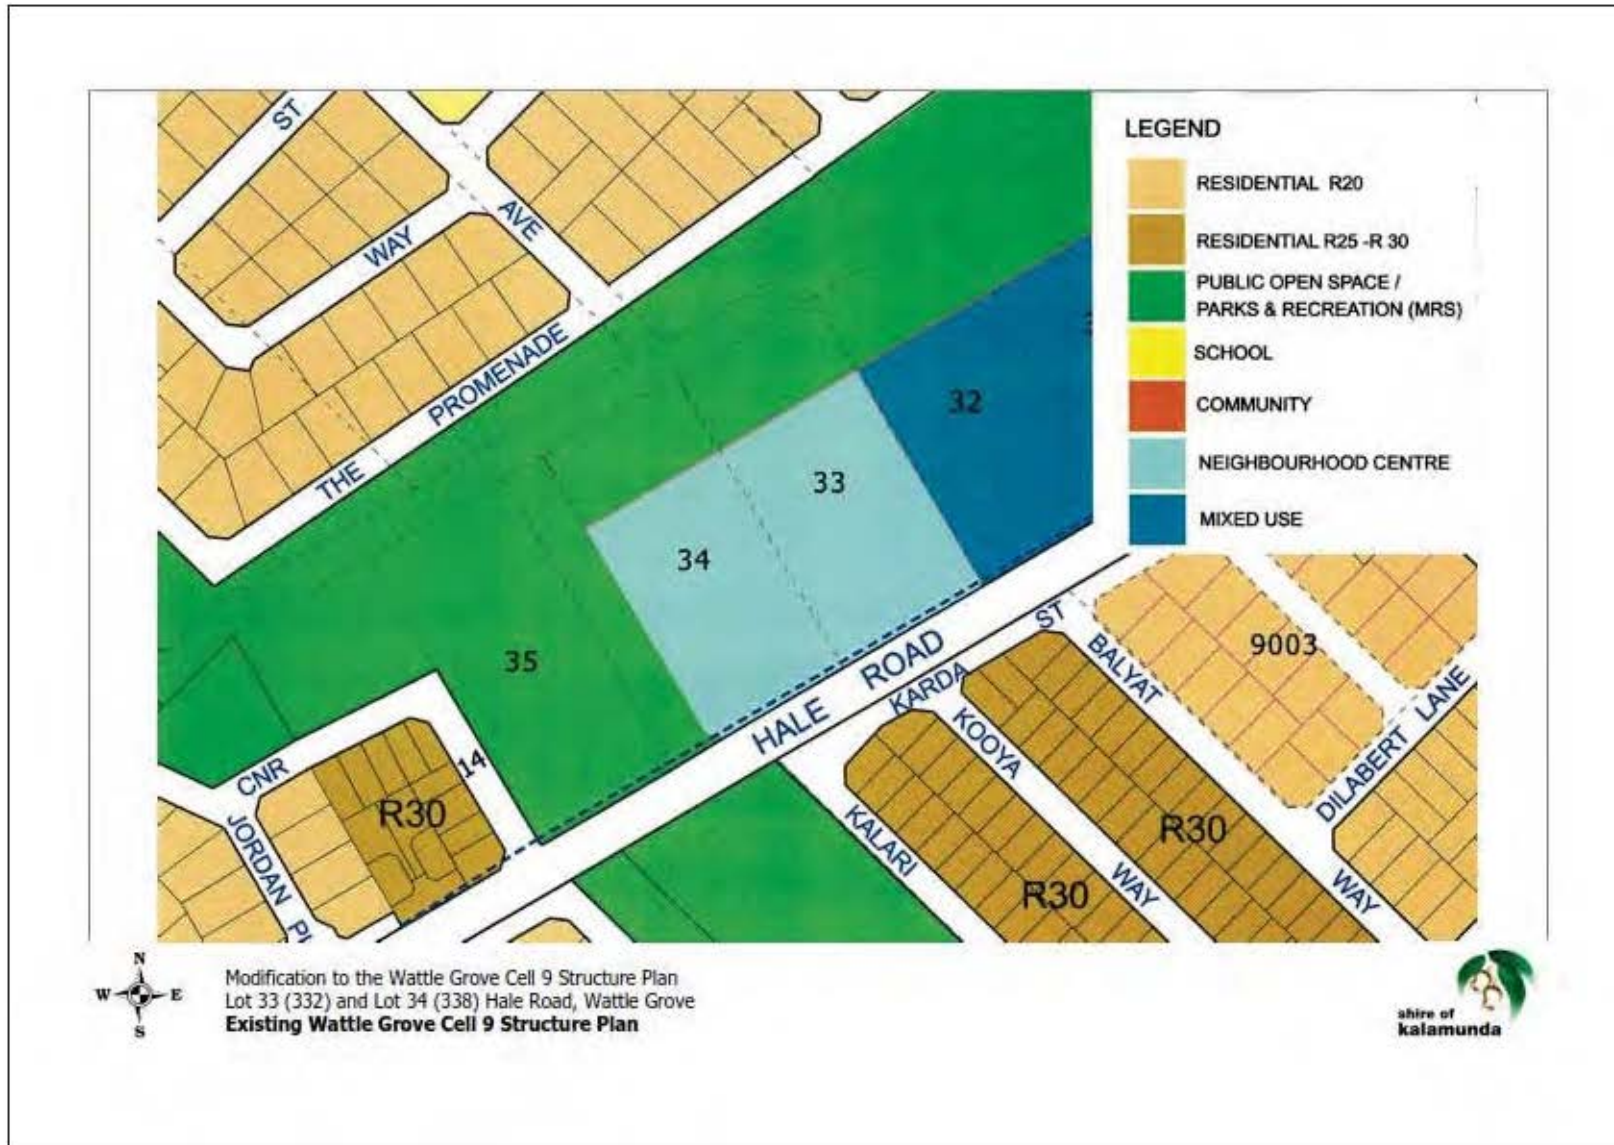 ST
WAY
AVE
THE PROMENADE
32
33
34
35
HALE ROAD
KARDA ST
BALYAT WAY
9003
DILABERT LANE
KOOYA WAY
KALARI
R30
R30
R30
14
CNR
JORDAN
LEGEND
RESIDENTIAL R20
RESIDENTIAL R25 -R 30
PUBLIC OPEN SPACE /
PARKS & RECREATION (MRS)
SCHOOL
COMMUNITY
NEIGHBOURHOOD CENTRE
MIXED USE
N
W E
S
Modification to the Wattle Grove Cell 9 Structure Plan
Lot 33 (332) and Lot 34 (338) Hale Road, Wattle Grove
Existing Wattle Grove Cell 9 Structure Plan
shire of
kalamunda